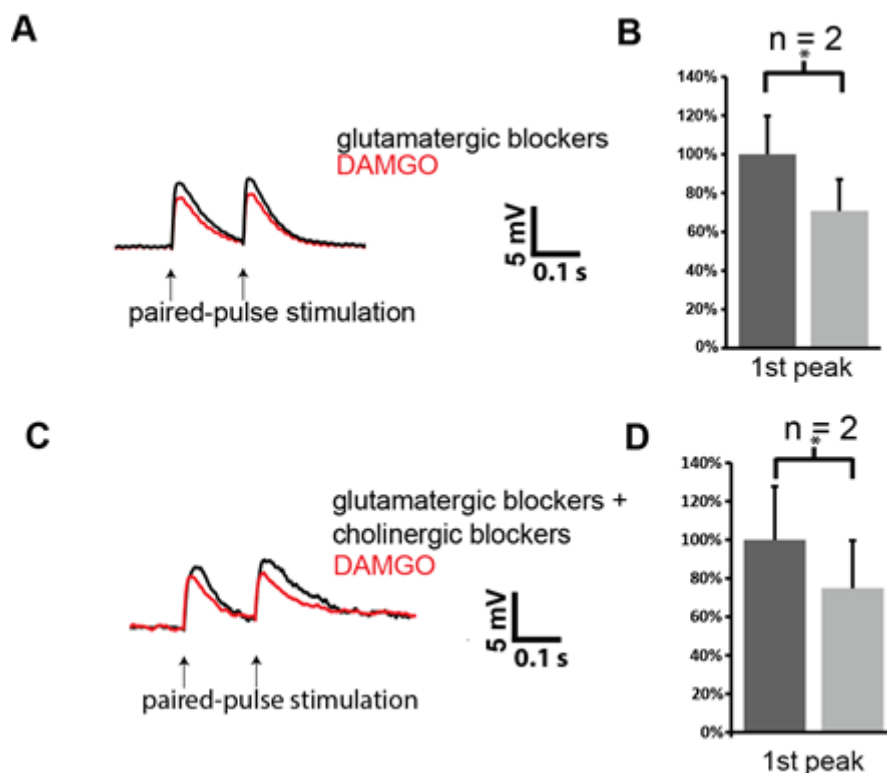 A
glutamatergic blockers
DAMGO
5 mV
0.1 s
paired-pulse stimulation
B
n = 2
*
140%
120%
100%
80%
60%
40%
20%
0%
1st peak
C
glutamatergic blockers +
cholinergic blockers
DAMGO
5 mV
0.1 s
paired-pulse stimulation
D
n = 2
*
140%
120%
100%
80%
60%
40%
20%
0%
1st peak